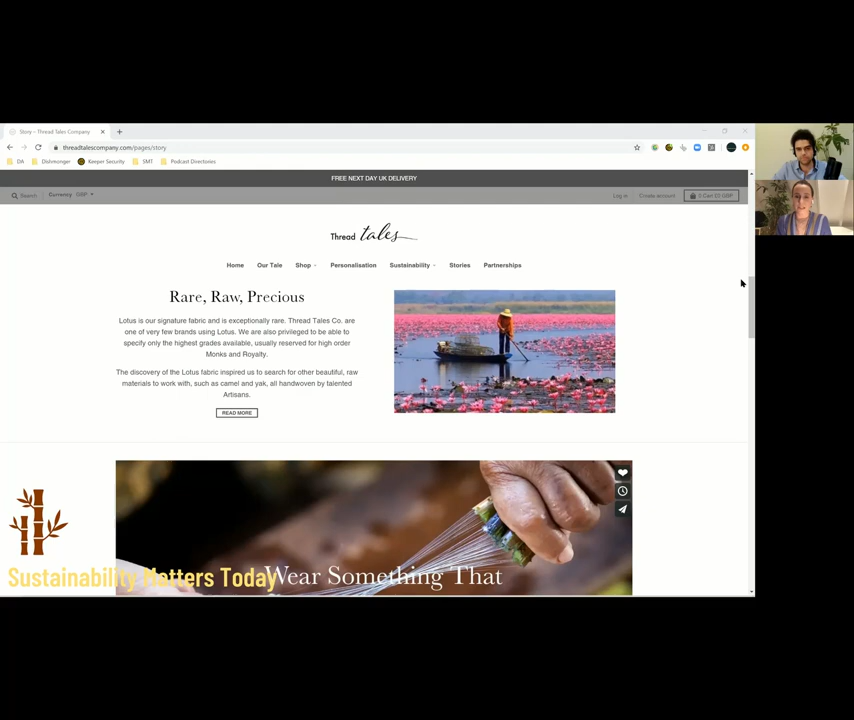 Story – Thread Tales Company
threadtalescompany.com/pages/story
DA Dishmonger Keeper Security SMT Podcast Directories
FREE NEXT DAY UK DELIVERY
Search Currency GBP Log in Create account 0 Cart £0 GBP
Thread tales
Home Our Tale Shop Personalisation Sustainability Stories Partnerships
Rare, Raw, Precious
Lotus is our signature fabric and is exceptionally rare. Thread Tales Co. are
one of very few brands using Lotus. We are also privileged to be able to
specify only the highest grades available, usually reserved for high order
Monks and Royalty.
The discovery of the Lotus fabric inspired us to search for other beautiful, raw
materials to work with, such as camel and yak, all handwoven by talented
Artisans.
READ MORE
Sustainability Matters Today
Wear Something That